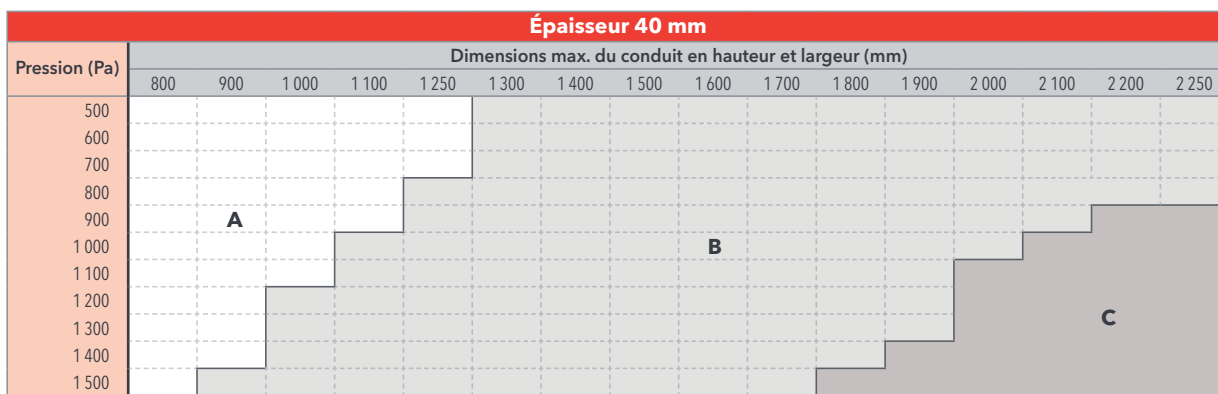 Épaisseur 40 mm
Pression (Pa)
Dimensions max. du conduit en hauteur et largeur (mm)
800 900 1 000 1 100 1 250 1 300 1 400 1 500 1 600 1 700 1 800 1 900 2 000 2 100 2 200 2 250
500
600
700
800
900
A
1 000
B
1 100
1 200
1 300
C
1 400
1 500